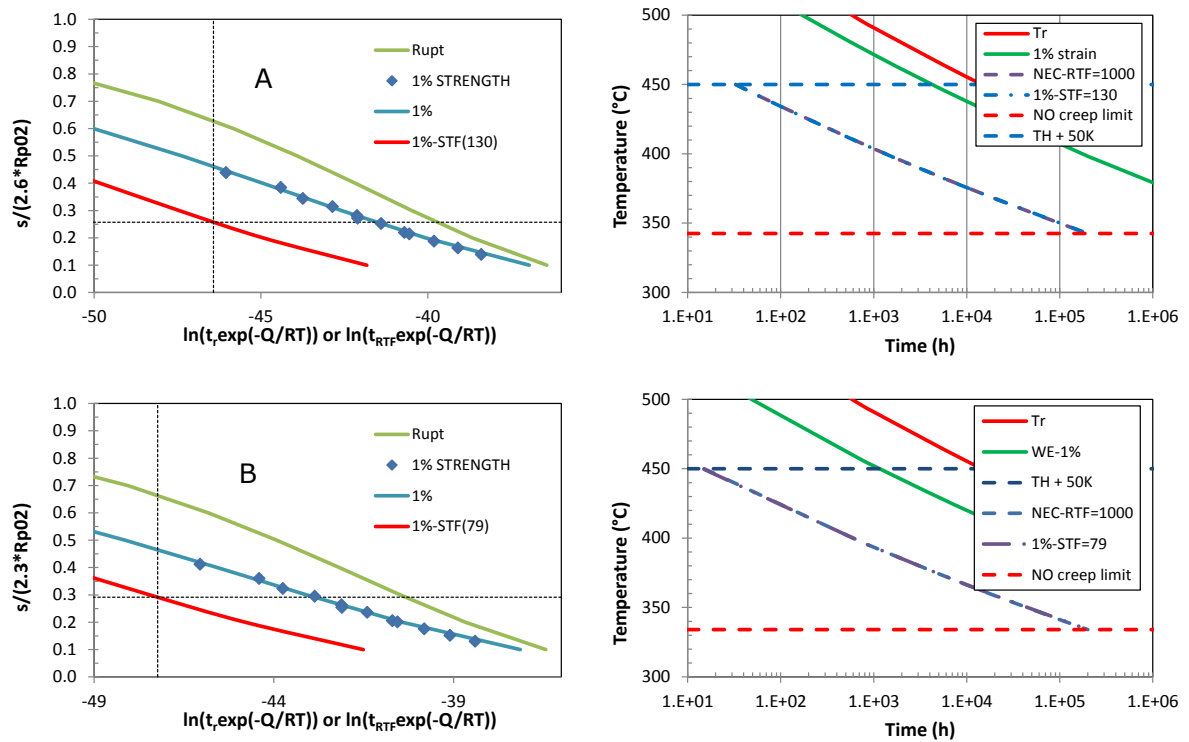 1.0
0.9
0.8
0.7
0.6
0.5
0.4
0.3
0.2
0.1
0.0
s/(2.6*Rp02)
A
Rupt
1% STRENGTH
1%
1%-STF(130)
-50
-45
-40
ln(trexp(-Q/RT)) or ln(tRTFexp(-Q/RT))
500
450
400
350
300
Temperature (°C)
Tr
1% strain
NEC-RTF=1000
1%-STF=130
NO creep limit
TH + 50K
1.E+01
1.E+02
1.E+03
1.E+04
1.E+05
1.E+06
Time (h)
1.0
0.9
0.8
0.7
0.6
0.5
0.4
0.3
0.2
0.1
0.0
s/(2.3*Rp02)
B
Rupt
1% STRENGTH
1%
1%-STF(79)
-49
-44
-39
ln(trexp(-Q/RT)) or ln(tRTFexp(-Q/RT))
500
450
400
350
300
Temperature (°C)
Tr
WE-1%
TH + 50K
NEC-RTF=1000
1%-STF=79
NO creep limit
1.E+01
1.E+02
1.E+03
1.E+04
1.E+05
1.E+06
Time (h)